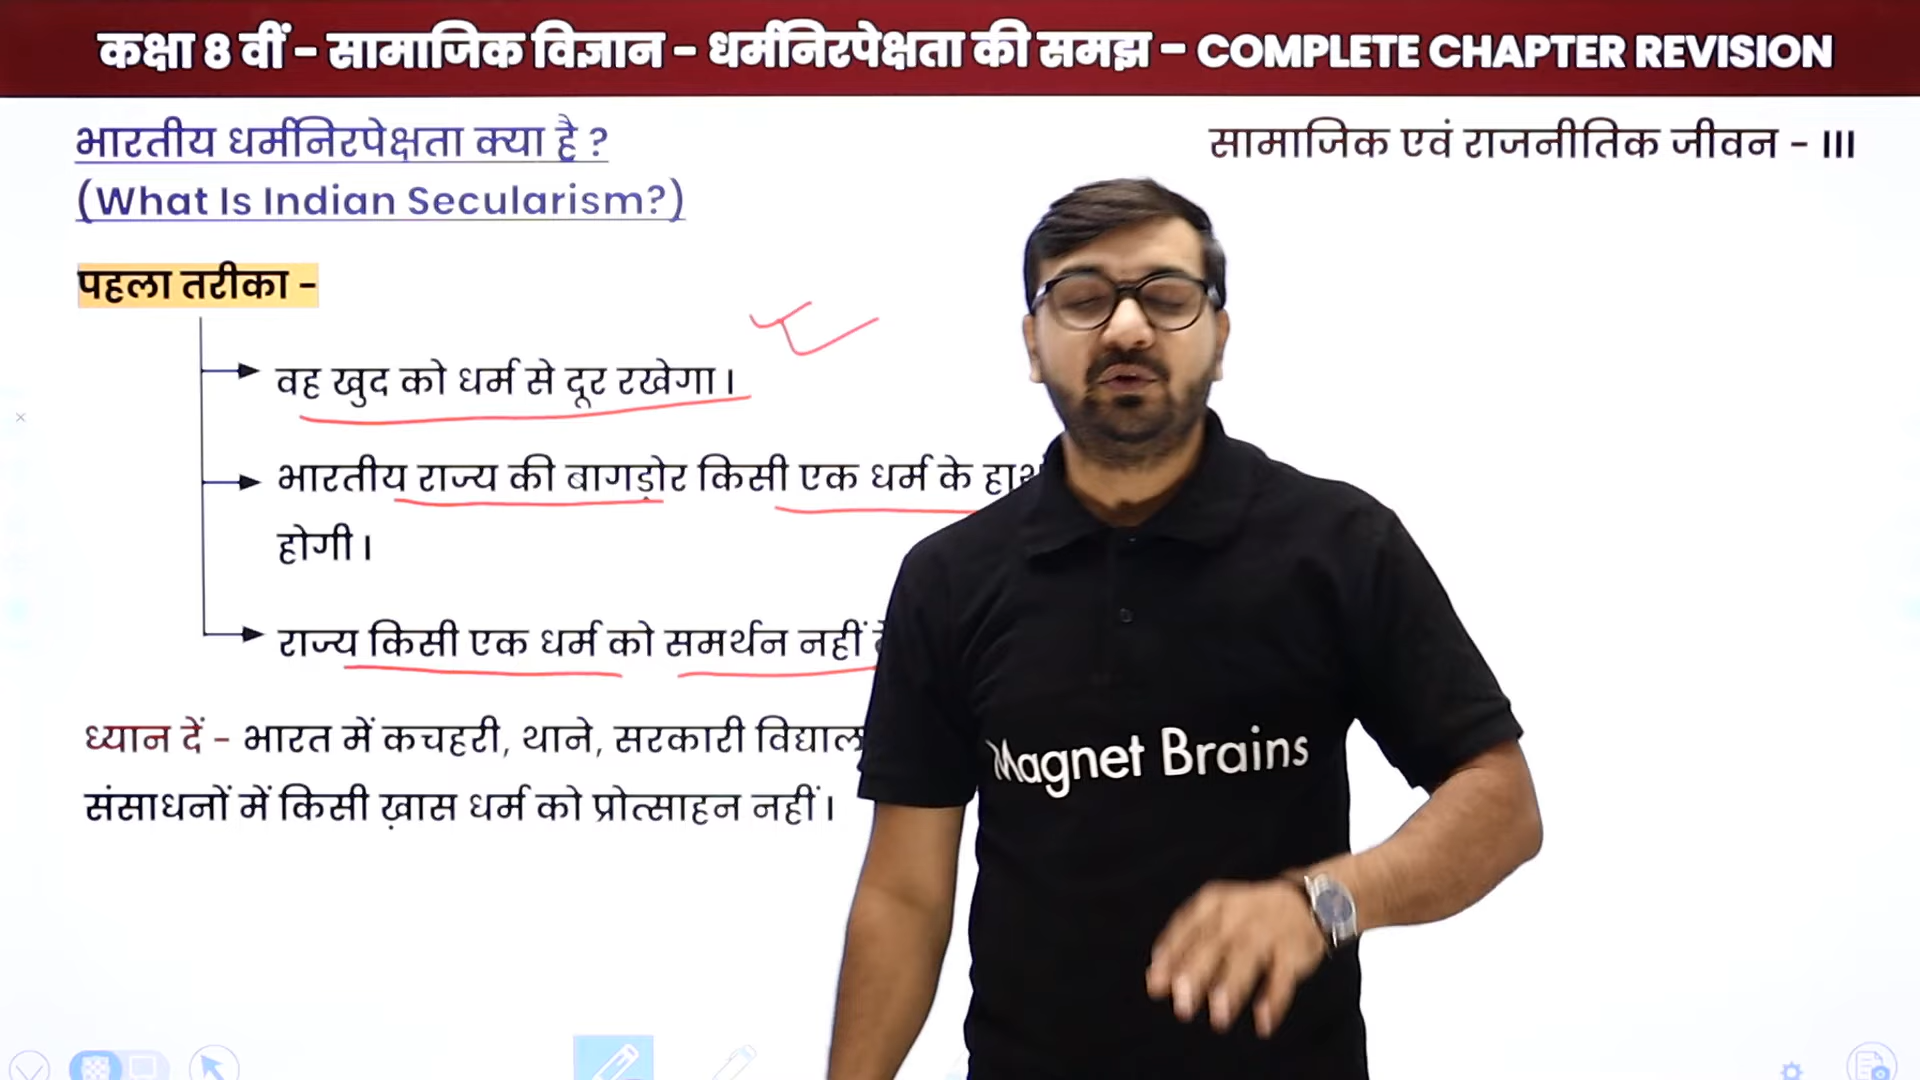 कक्षा 8 वीं - सामाजिक विज्ञान - धर्मनिरपेक्षता की समझ - COMPLETE CHAPTER REVISION
भारतीय धर्मनिरपेक्षता क्या है ?
सामाजिक एवं राजनीतिक जीवन - III
(What Is Indian Secularism?)
पहला तरीका -
वह खुद को धर्म से दूर रखेगा।
भारतीय राज्य की बागड़ोर किसी एक धर्म के
होगी।
राज्य किसी एक धर्म को समर्थन नहीं
ध्यान दें - भारत में कचहरी, थाने, सरकारी
संसाधनों में किसी ख़ास धर्म को प्रोत्साहन नहीं।
Magnet Brains